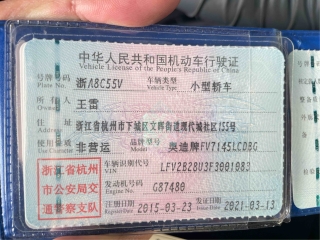 中华人民共和国机动车行驶证
Vehicle License of the People's Republic of China
号牌号码 浙A8C55V 车辆类型 小型轿车
Plate No. Vehicle Type
所有人 王雷
住址 浙江省杭州市下城区文晖街道现代城社区155号
使用性质 非营运 品牌型号 奥迪牌FV7145LCDBG
浙江省杭州市公安局交通警察支队
车辆识别代号 LFV2B28U3F3001083
VIN
发动机号码 G87480
注册日期 2015-03-23 发证日期 2021-03-13